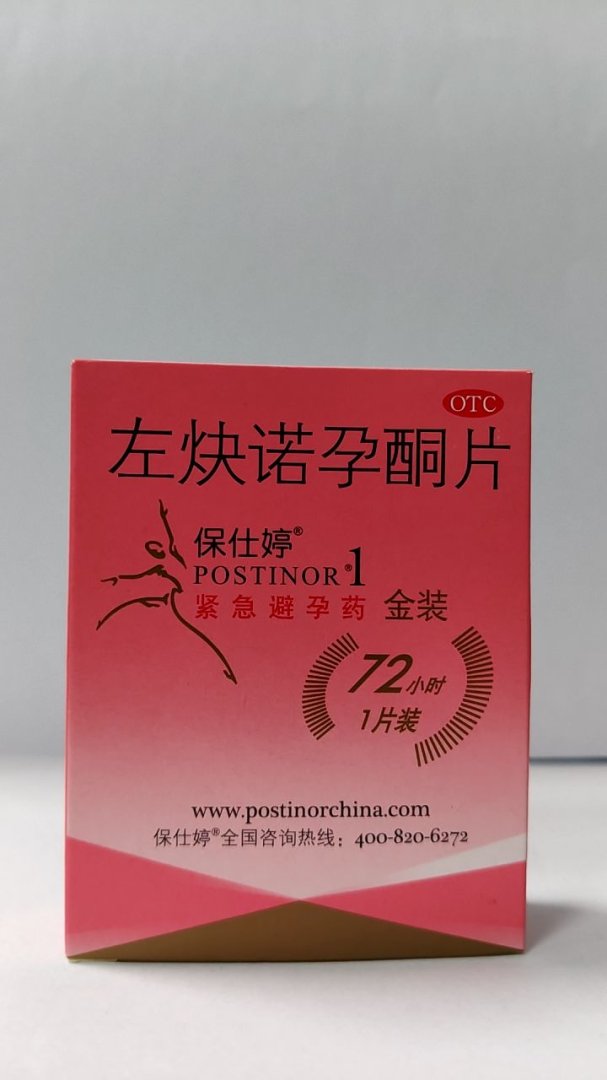 OTC
左炔诺孕酮片
保仕婷®
POSTINOR®1
紧急避孕药 金装
72小时
1片装
www.postinorchina.com
保仕婷®全国咨询热线：400-820-6272